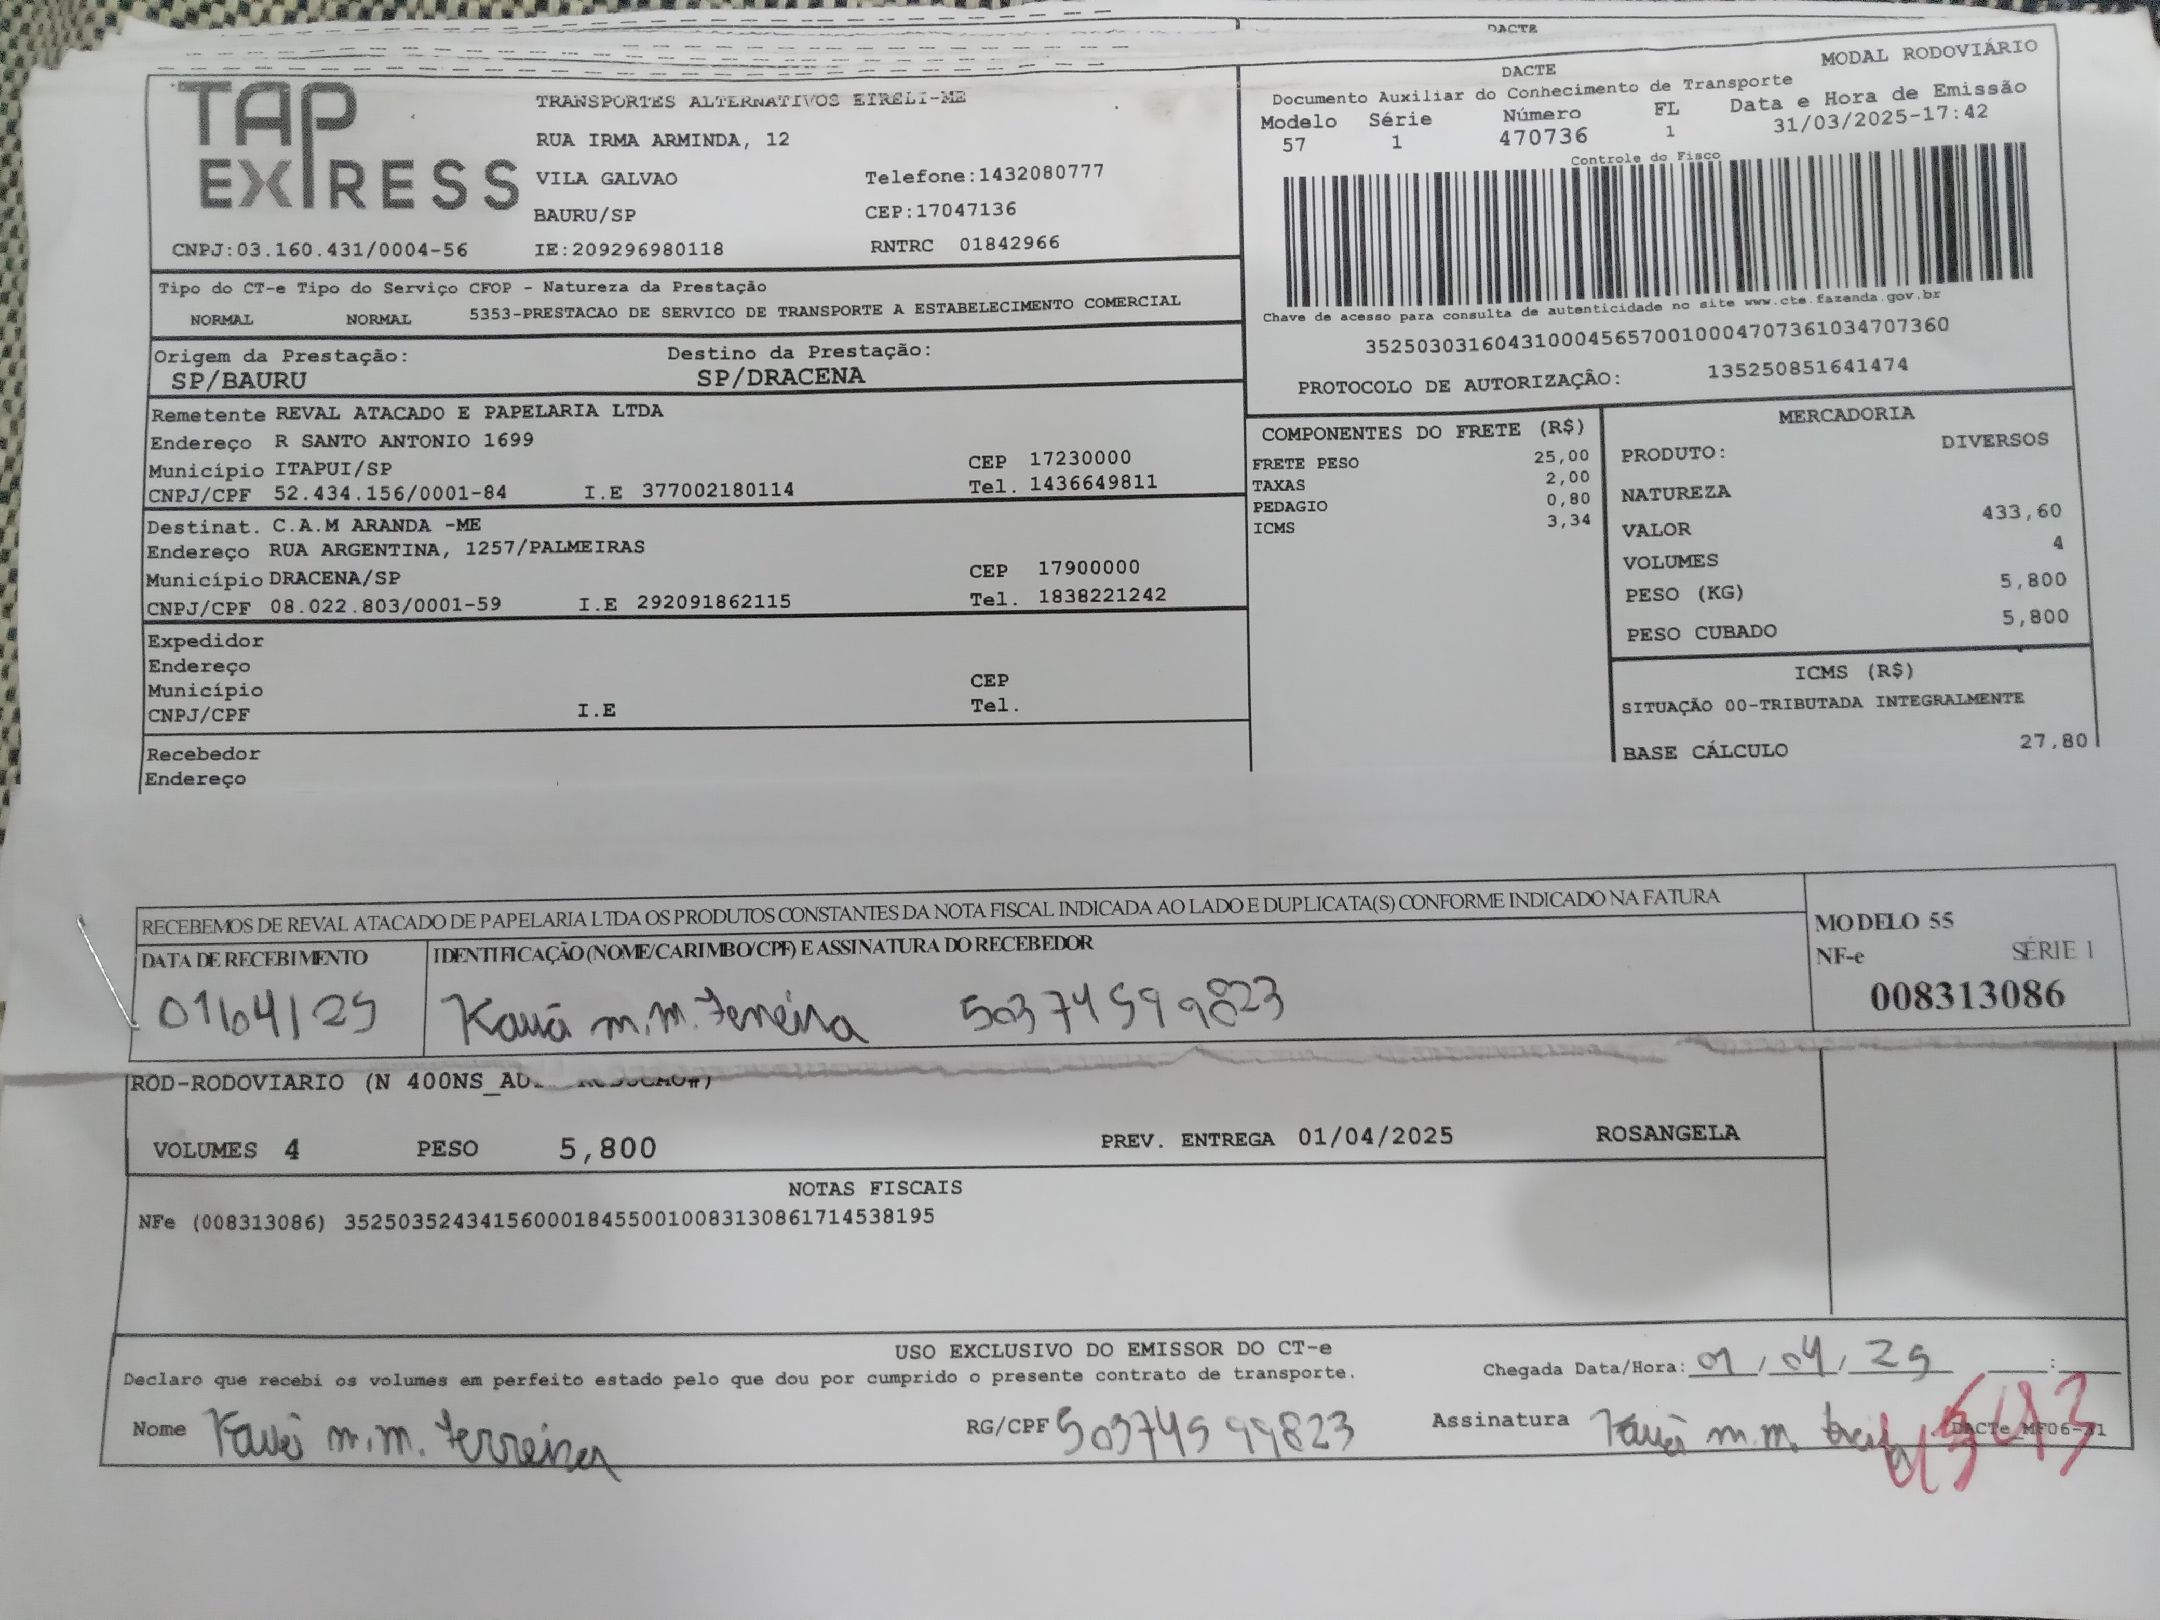 DACTE
TAP EXPRESS
TRANSPORTES ALTERNATIVOS EIRELI-ME
RUA IRMA ARMINDA, 12
VILA GALVAO Telefone:1432080777
BAURU/SP CEP:17047136
CNPJ:03.160.431/0004-56 IE:209296980118 RNTRC 01842966
DACTE MODAL RODOVIÁRIO
Documento Auxiliar do Conhecimento de Transporte
Modelo Série Número FL Data e Hora de Emissão
57 1 470736 1 31/03/2025-17:42
Controle do Fisco
Chave de acesso para consulta de autenticidade no site www.cte.fazenda.gov.br
35250303160431000456570010004707361034707360
PROTOCOLO DE AUTORIZAÇÃO: 135250851641474
Tipo do CT-e Tipo do Serviço CFOP - Natureza da Prestação
NORMAL NORMAL 5353-PRESTACAO DE SERVICO DE TRANSPORTE A ESTABELECIMENTO COMERCIAL
Origem da Prestação: Destino da Prestação:
SP/BAURU SP/DRACENA
Remetente REVAL ATACADO E PAPELARIA LTDA
Endereço R SANTO ANTONIO 1699
Município ITAPUI/SP CEP 17230000
CNPJ/CPF 52.434.156/0001-84 I.E 377002180114 Tel. 1436649811
Destinat. C.A.M ARANDA -ME
Endereço RUA ARGENTINA, 1257/PALMEIRAS
Município DRACENA/SP CEP 17900000
CNPJ/CPF 08.022.803/0001-59 I.E 292091862115 Tel. 1838221242
Expedidor
Endereço
Município CEP
CNPJ/CPF I.E Tel.
Recebedor
Endereço
COMPONENTES DO FRETE (R$)
FRETE PESO 25,00
TAXAS 2,00
PEDAGIO 0,80
ICMS 3,34
MERCADORIA
PRODUTO: DIVERSOS
NATUREZA
VALOR 433,60
VOLUMES 4
PESO (KG) 5,800
PESO CUBADO 5,800
ICMS (R$)
SITUAÇÃO 00-TRIBUTADA INTEGRALMENTE
BASE CÁLCULO 27,80
RECEBEMOS DE REVAL ATACADO DE PAPELARIA LTDA OS PRODUTOS CONSTANTES DA NOTA FISCAL INDICADA AO LADO E DUPLICATA(S) CONFORME INDICADO NA FATURA
DATA DE RECEBIMENTO IDENTIFICAÇÃO (NOME/CARIMBO/CPF) E ASSINATURA DO RECEBEDOR
01/04/25 Kauã m.m. Ferreira 50374599823
MODELO 55
NF-e SÉRIE 1
008313086
ROD-RODOVIARIO (N 400NS
VOLUMES 4 PESO 5,800 PREV. ENTREGA 01/04/2025 ROSANGELA
NOTAS FISCAIS
NFe (008313086) 35250352434156000184550010083130861714538195
USO EXCLUSIVO DO EMISSOR DO CT-e
Declaro que recebi os volumes em perfeito estado pelo que dou por cumprido o presente contrato de transporte.
Chegada Data/Hora: 01/04/25 :
Nome Kauã m.m. Ferreira RG/CPF 50374599823 Assinatura Kauã m.m.